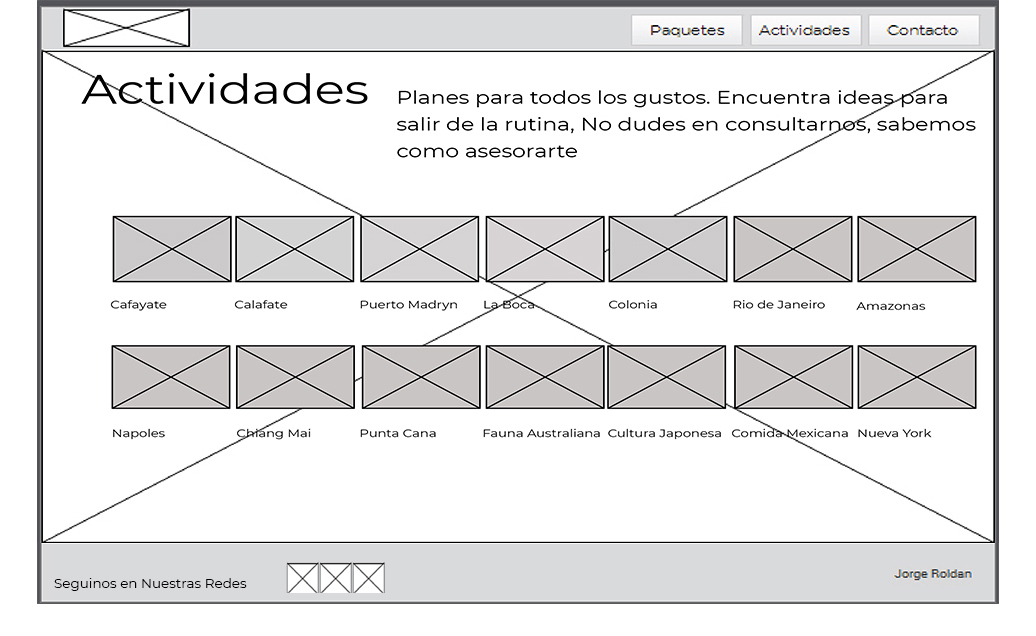 Paquetes
Actividades
Contacto
Actividades
Planes para todos los gustos. Encuentra ideas para
salir de la rutina, No dudes en consultarnos, sabemos
como asesorarte
Cafayate
Calafate
Puerto Madryn
La Boca
Colonia
Rio de Janeiro
Amazonas
Napoles
Chiang Mai
Punta Cana
Fauna Australiana
Cultura Japonesa
Comida Mexicana
Nueva York
Seguinos en Nuestras Redes
Jorge Roldan